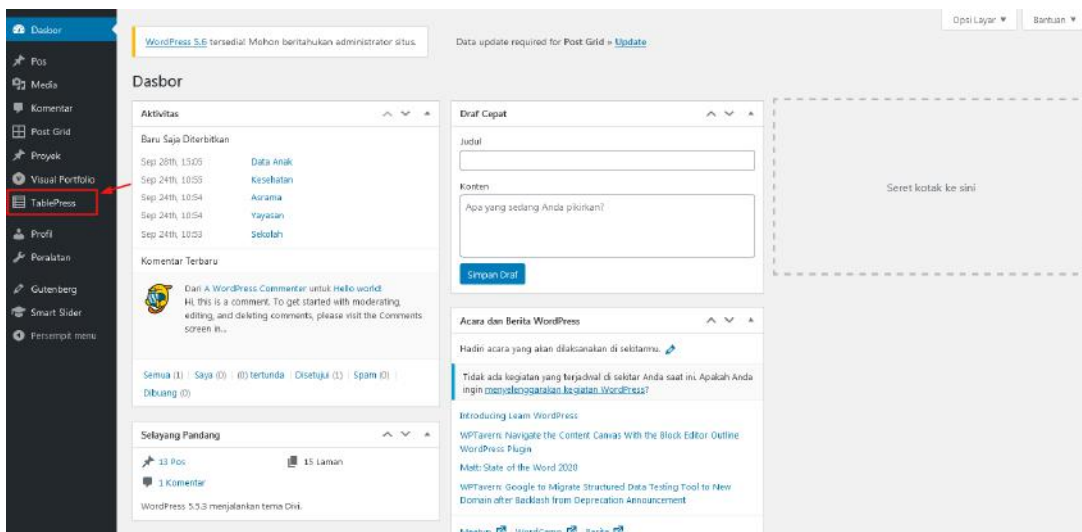 Opsi Layar ▼
Bantuan ▼
Dasbor
Pos
Media
Komentar
Post Grid
Proyek
Visual Portfolio
TablePress
Profil
Peralatan
Gutenberg
Smart Slider
Persempit menu
WordPress 5.6 tersedia! Mohon beritahukan administrator situs.
Data update required for Post Grid » Update
Dasbor
Aktivitas
Baru Saja Diterbitkan
Sep 28th, 13:05 Data Anak
Sep 24th, 10:55 Kesehatan
Sep 24th, 10:54 Asrama
Sep 24th, 10:54 Yayasan
Sep 24th, 10:53 Sekolah
Komentar Terbaru
Dari A WordPress Commenter untuk Hello world!
Hi, this is a comment. To get started with moderating,
editing, and deleting comments, please visit the Comments
screen in...
Semua (1) | Saya (0) | (0) tertunda | Disetujui (1) | Spam (0) |
Dibuang (0)
Selayang Pandang
13 Pos
15 Laman
1 Komentar
WordPress 5.5.3 menjalankan tema Divi.
Draf Cepat
Judul
Konten
Apa yang sedang Anda pikirkan?
Simpan Draf
Acara dan Berita WordPress
Hadiri acara yang akan dilaksanakan di sekitarmu.
Tidak ada kegiatan yang terjadwal di sekitar Anda saat ini. Apakah Anda
ingin menyelenggarakan kegiatan WordPress?
Introducing Learn WordPress
WPTavern: Navigate the Content Canvas With the Block Editor Outline
WordPress Plugin
Matt: State of the Word 2020
WPTavern: Google to Migrate Structured Data Testing Tool to New
Domain after Backlash from Deprecation Announcement
Meetup | WordCamp | Berita
Seret kotak ke sini